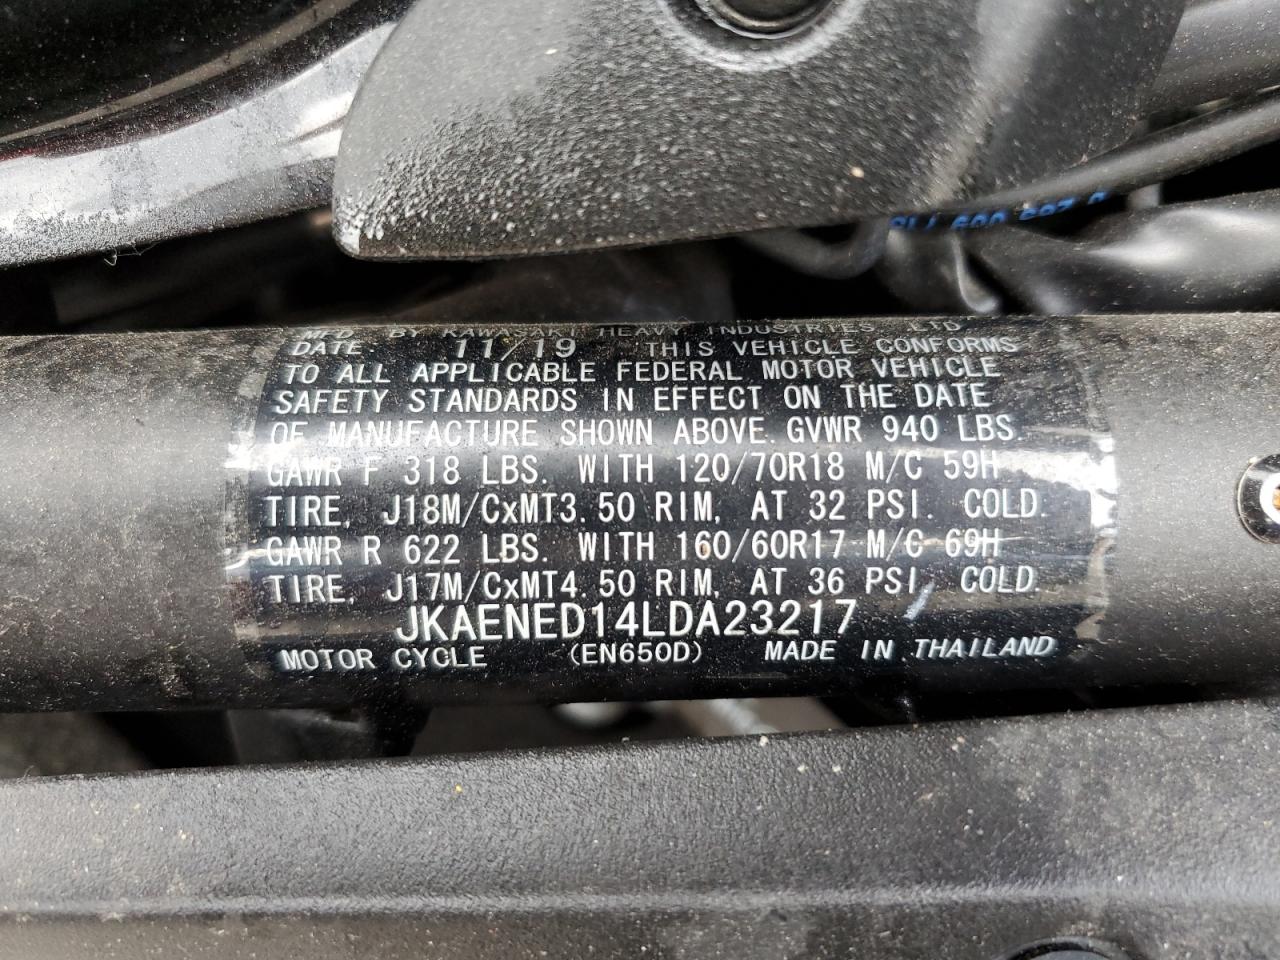 MFD. BY KAWASAKI HEAVY INDUSTRIES, LTD
DATE 11/19 THIS VEHICLE CONFORMS
TO ALL APPLICABLE FEDERAL MOTOR VEHICLE
SAFETY STANDARDS IN EFFECT ON THE DATE
OF MANUFACTURE SHOWN ABOVE. GVWR 940 LBS.
GAWR F 318 LBS. WITH 120/70R18 M/C 59H
TIRE, J18M/CxMT3.50 RIM, AT 32 PSI. COLD.
GAWR R 622 LBS. WITH 160/60R17 M/C 69H
TIRE, J17M/CxMT4.50 RIM, AT 36 PSI, COLD.
JKAENED14LDA23217
MOTOR CYCLE (EN650D) MADE IN THAILAND